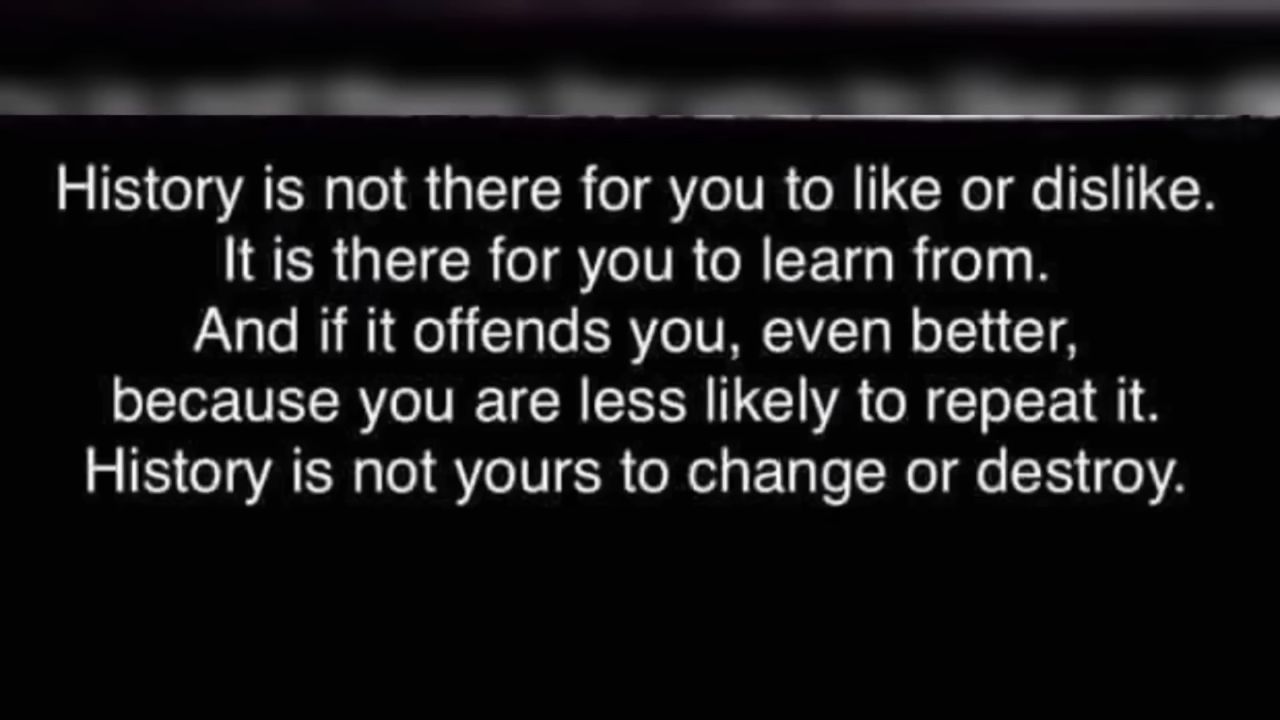 History is not there for you to like or dislike.
It is there for you to learn from.
And if it offends you, even better,
because you are less likely to repeat it.
History is not yours to change or destroy.